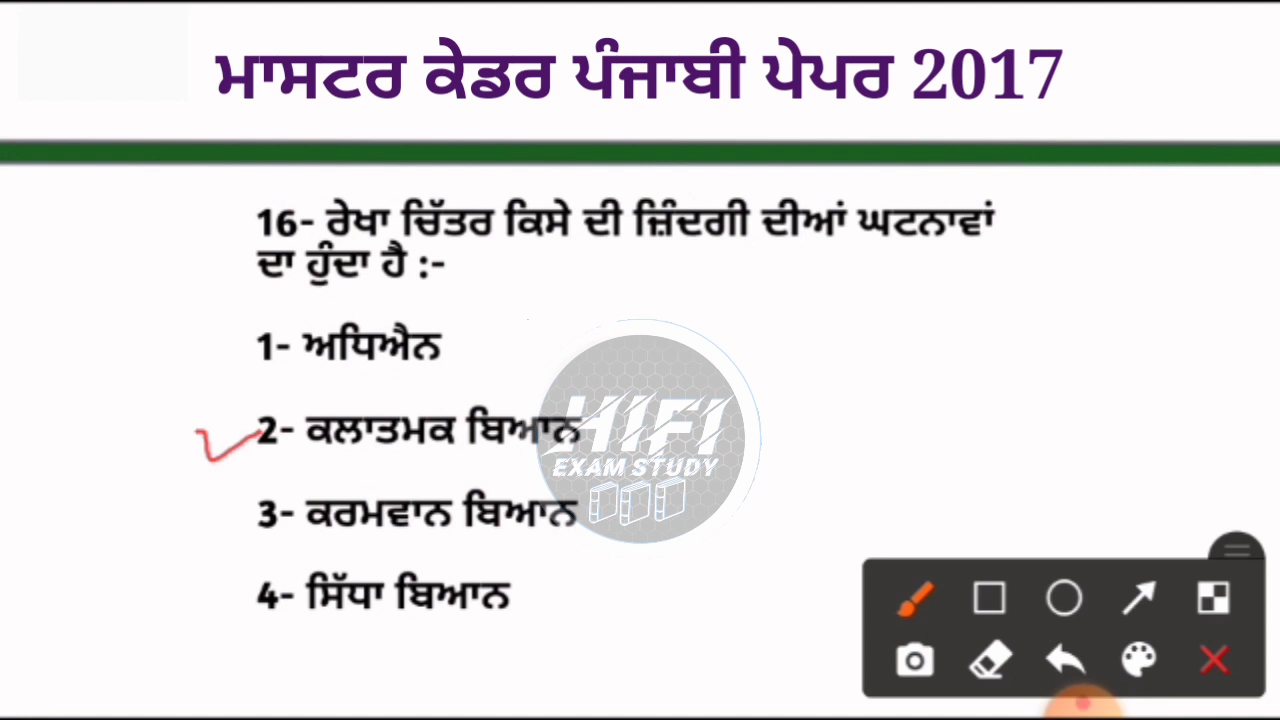 ਮਾਸਟਰ ਕੇਡਰ ਪੰਜਾਬੀ ਪੇਪਰ 2017
16- ਰੇਖਾ ਚਿੱਤਰ ਕਿਸੇ ਦੀ ਜ਼ਿੰਦਗੀ ਦੀਆਂ ਘਟਨਾਵਾਂ
ਦਾ ਹੁੰਦਾ ਹੈ :-
1- ਅਧਿਐਨ
2- ਕਲਾਤਮਕ ਬਿਆਨ
HIFI
EXAM STUDY
3- ਕਰਮਵਾਨ ਬਿਆਨ
4- ਸਿੱਧਾ ਬਿਆਨ